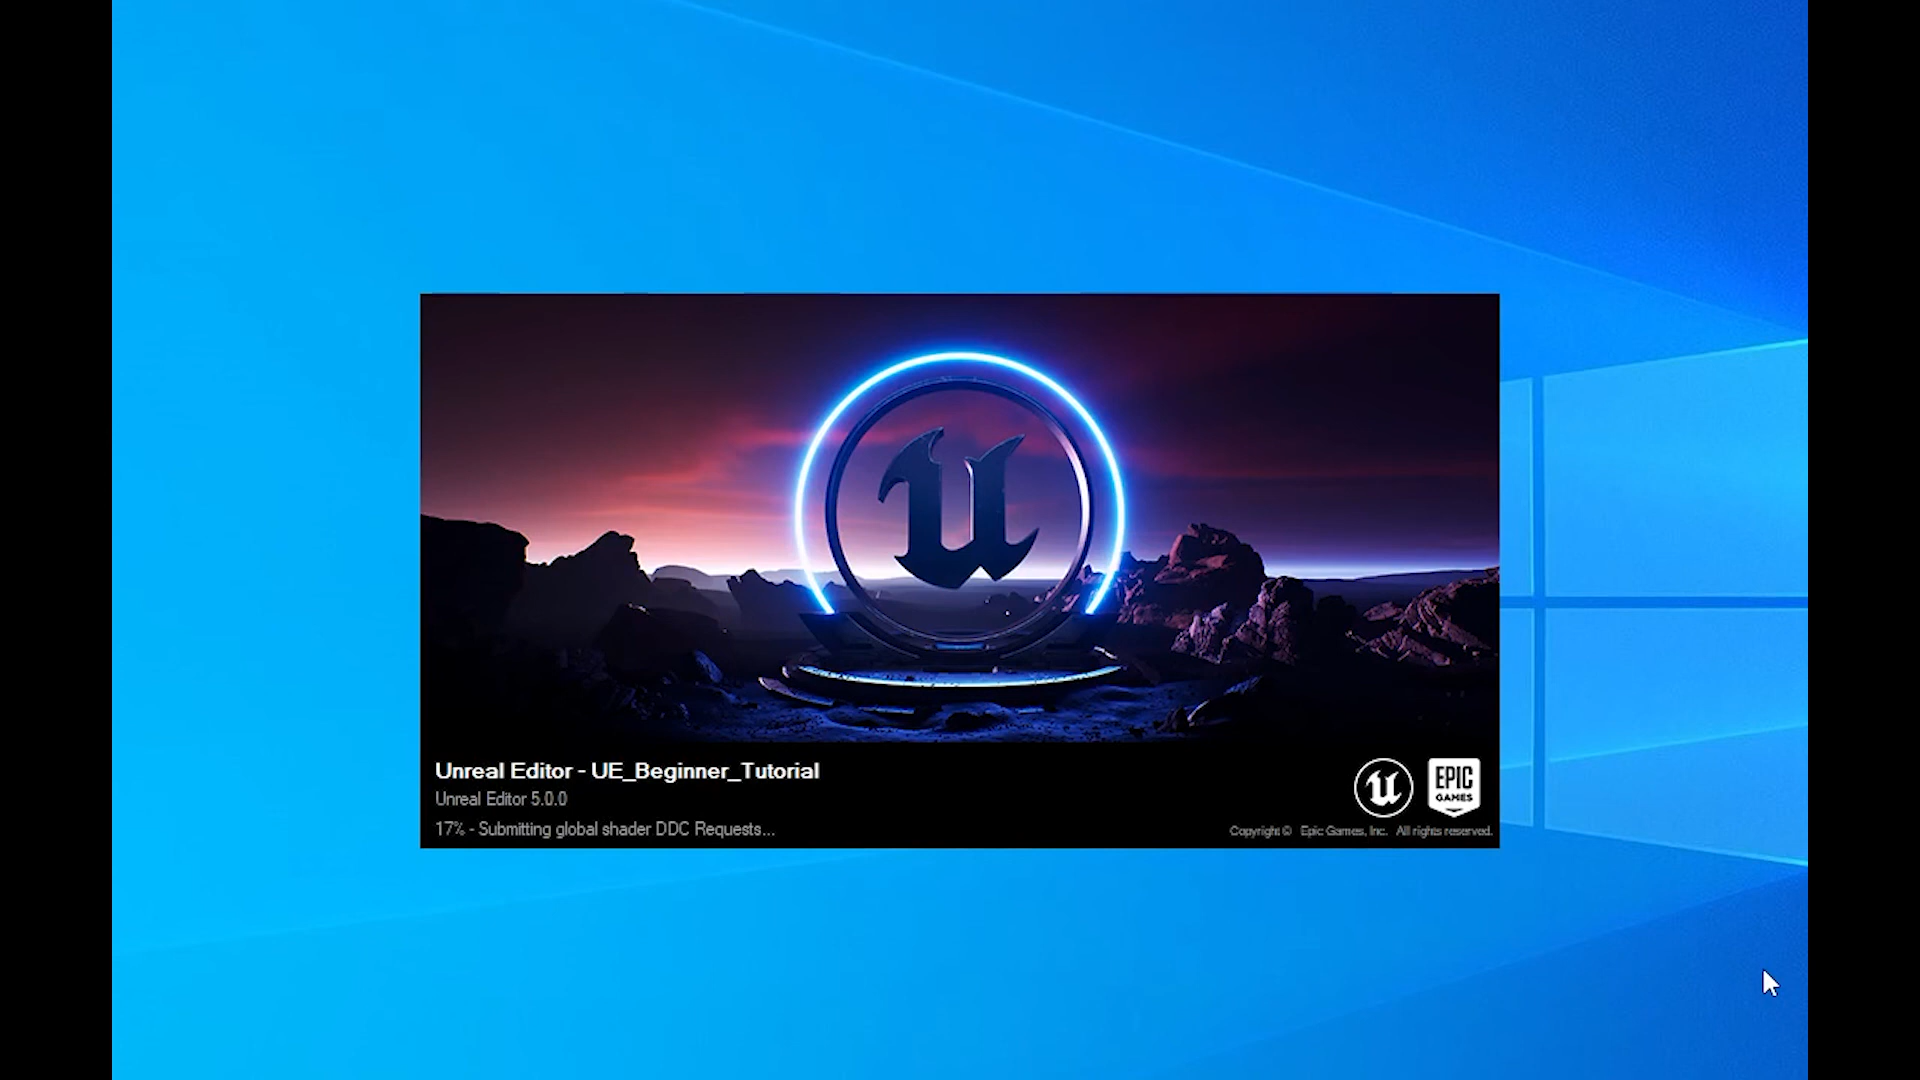 Unreal Editor - UE_Beginner_Tutorial
Unreal Editor 5.0.0
17% - Submitting global shader DDC Requests...
EPIC
GAMES
Copyright © Epic Games, Inc. All rights reserved.